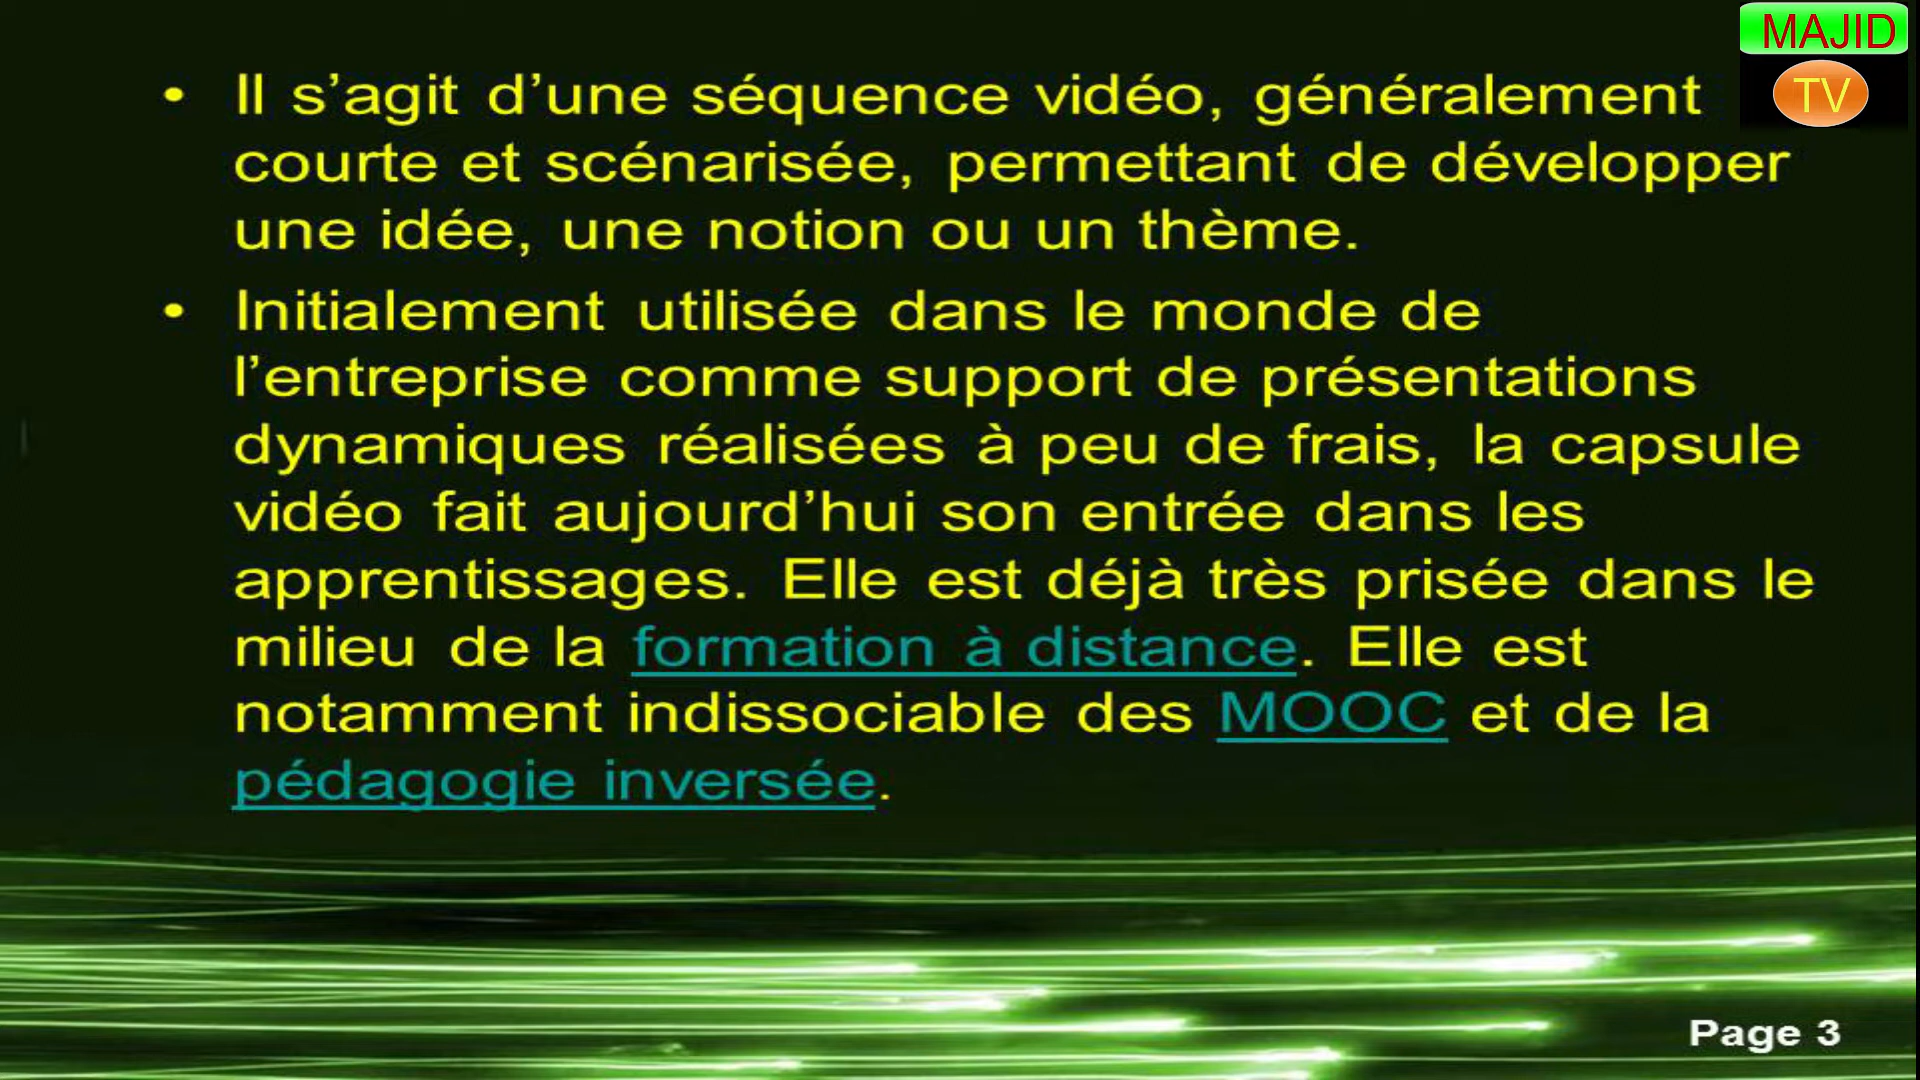 MAJID
TV
• Il s’agit d’une séquence vidéo, généralement
courte et scénarisée, permettant de développer
une idée, une notion ou un thème.
• Initialement utilisée dans le monde de
l’entreprise comme support de présentations
dynamiques réalisées à peu de frais, la capsule
vidéo fait aujourd’hui son entrée dans les
apprentissages. Elle est déjà très prisée dans le
milieu de la formation à distance. Elle est
notamment indissociable des MOOC et de la
pédagogie inversée.
Page 3